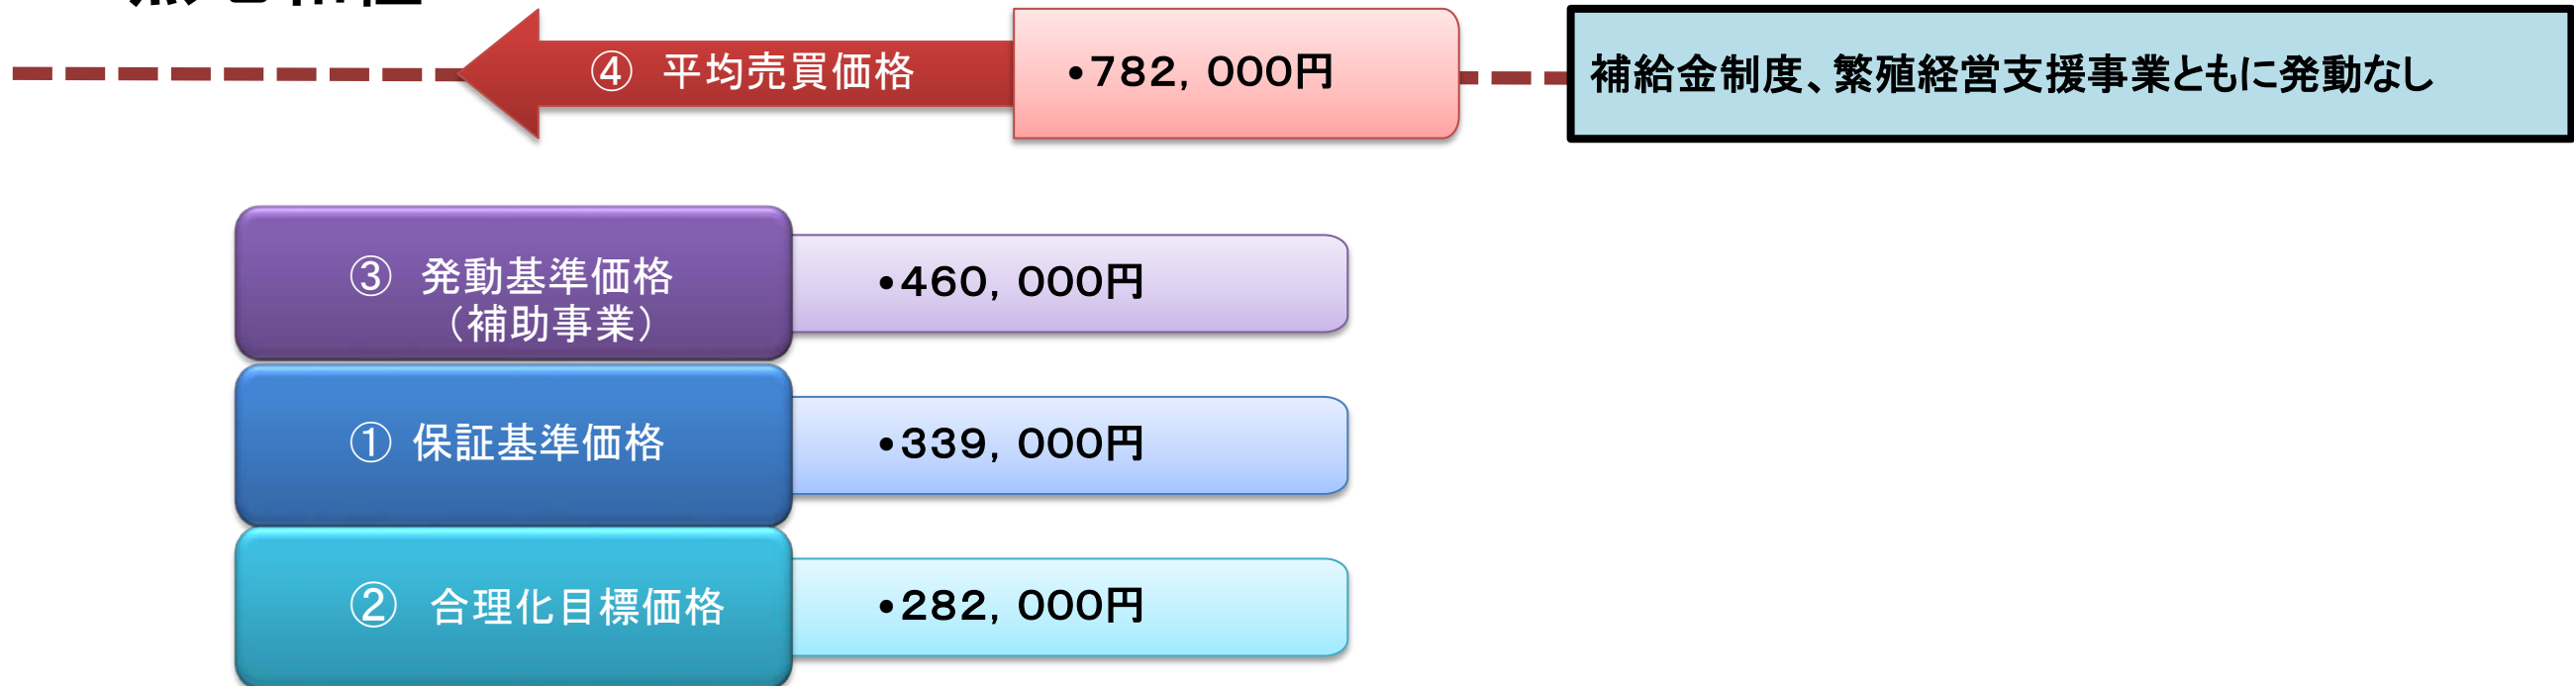 ④ 平均売買価格
•782，000円
補給金制度、繁殖経営支援事業ともに発動なし
③ 発動基準価格
（補助事業）
•460，000円
① 保証基準価格
•339，000円
② 合理化目標価格
•282，000円